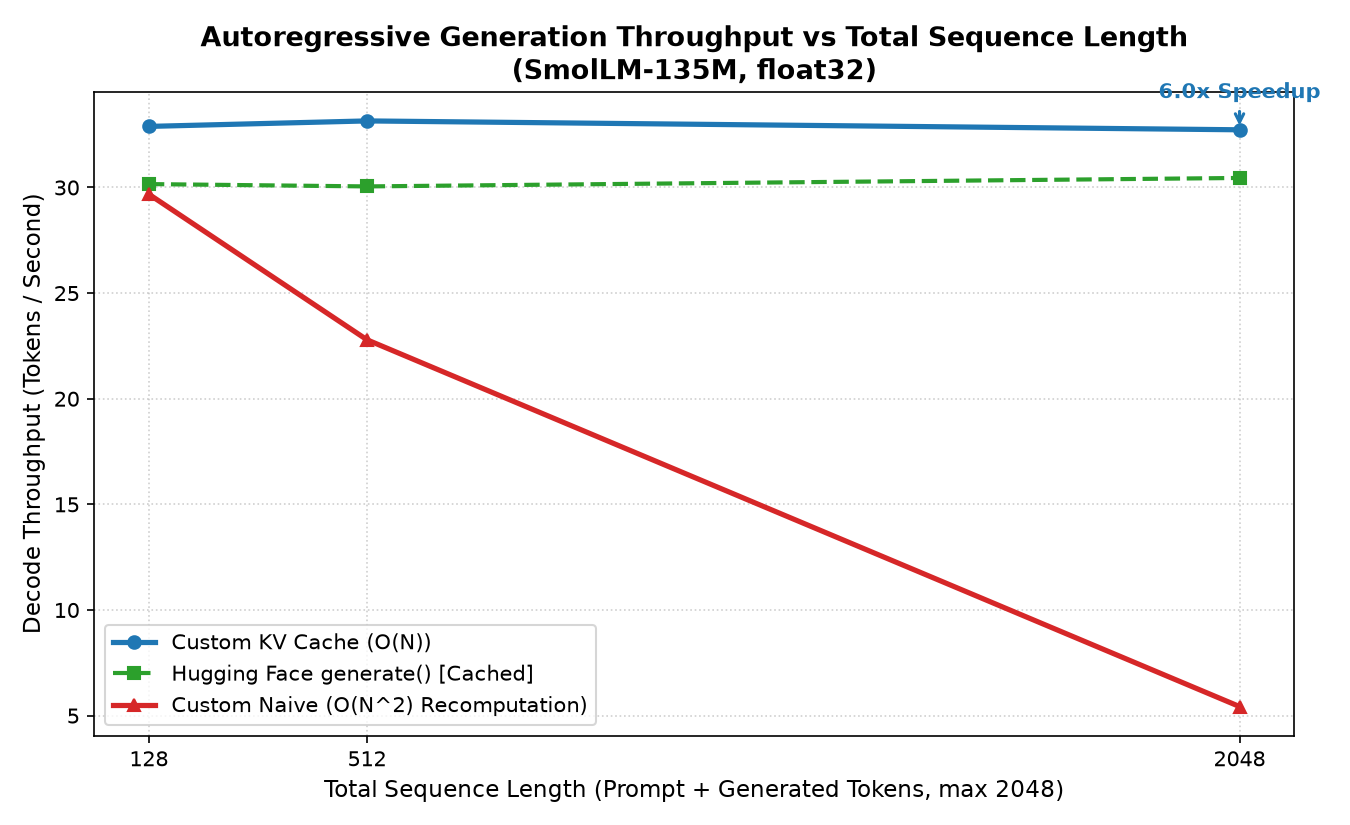 Autoregressive Generation Throughput vs Total Sequence Length
(SmolLM-135M, float32)
6.0x Speedup
Decode Throughput (Tokens / Second)
30
25
20
15
10
5
Custom KV Cache (O(N))
Hugging Face generate() [Cached]
Custom Naive (O(N^2) Recomputation)
128
512
2048
Total Sequence Length (Prompt + Generated Tokens, max 2048)